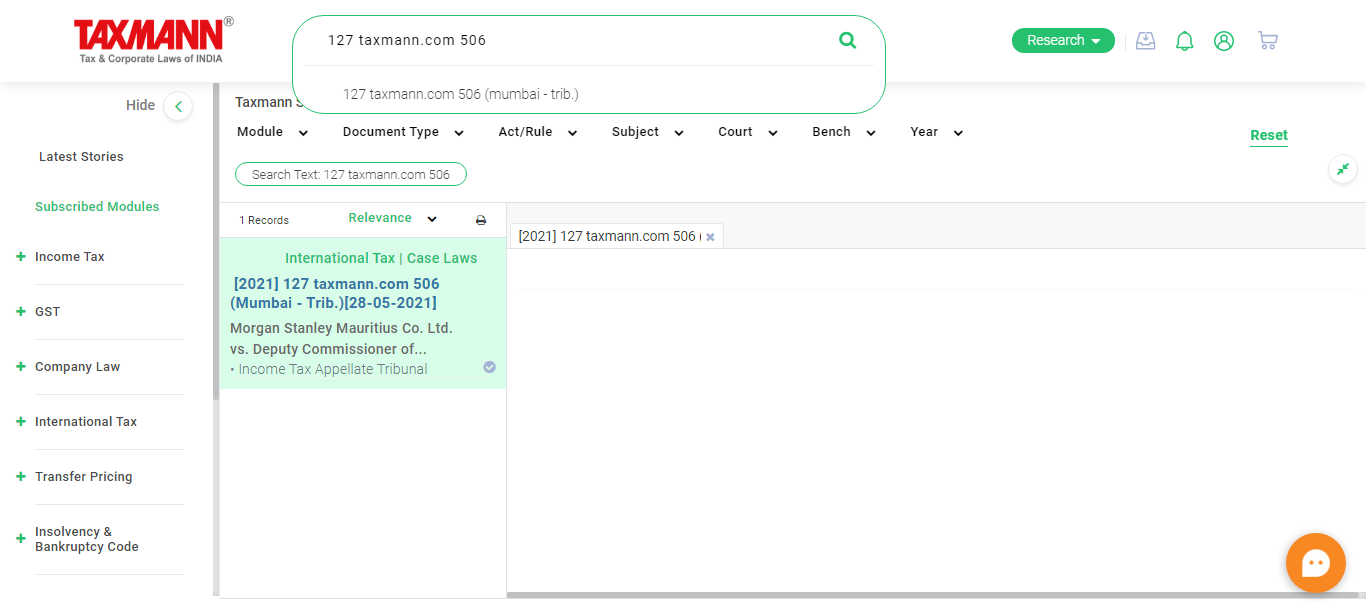 TAXMANN®
Tax & Corporate Laws of INDIA
127 taxmann.com 506
127 taxmann.com 506 (mumbai - trib.)
Research
Hide
Latest Stories
Subscribed Modules
+ Income Tax
+ GST
+ Company Law
+ International Tax
+ Transfer Pricing
+ Insolvency &
Bankruptcy Code
Taxmann S
Module
Document Type
Act/Rule
Subject
Court
Bench
Year
Reset
Search Text: 127 taxmann.com 506
1 Records
Relevance
International Tax | Case Laws
[2021] 127 taxmann.com 506
(Mumbai - Trib.)[28-05-2021]
Morgan Stanley Mauritius Co. Ltd.
vs. Deputy Commissioner of...
• Income Tax Appellate Tribunal
[2021] 127 taxmann.com 506 (